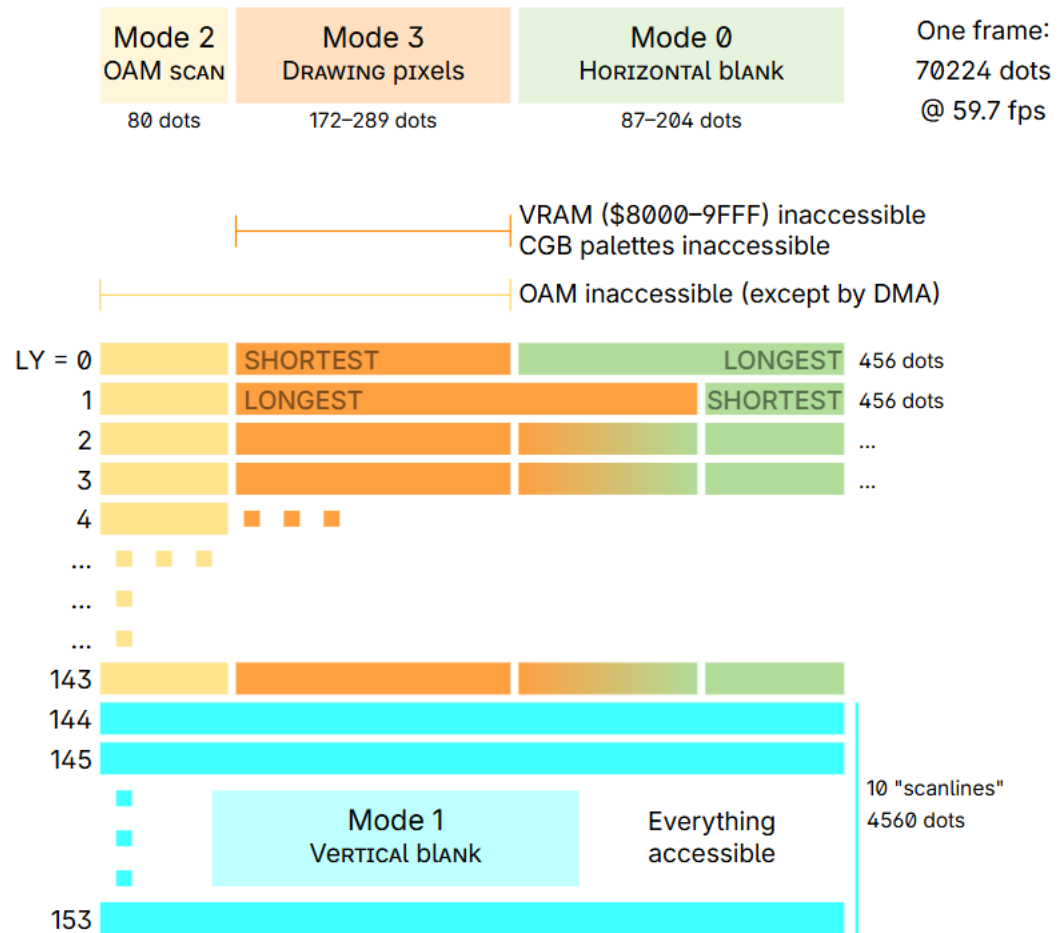 Mode 2
OAM SCAN
80 dots
Mode 3
DRAWING pixels
172–289 dots
Mode 0
HORIZONTAL blank
87–204 dots
One frame:
70224 dots
@ 59.7 fps
VRAM ($8000–9FFF) inaccessible
CGB palettes inaccessible
OAM inaccessible (except by DMA)
LY = 0 SHORTEST LONGEST 456 dots
1 LONGEST SHORTEST 456 dots
2 ...
3 ...
4
...
...
...
143
144
145
10 "scanlines"
4560 dots
Mode 1
Vertical blank
Everything
accessible
153